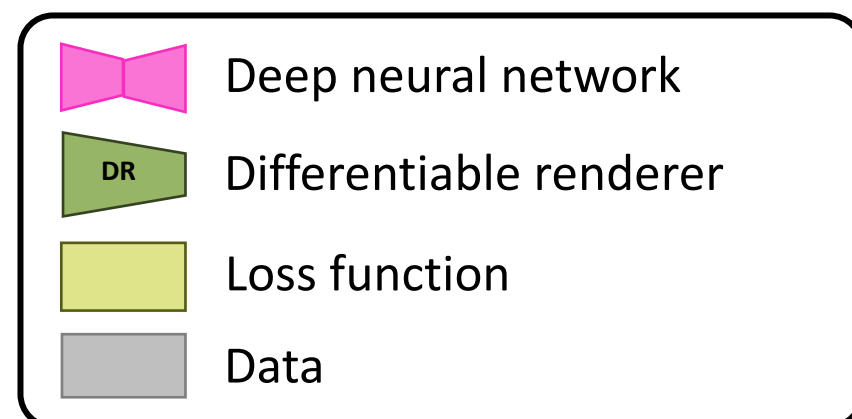 Deep neural network
DR
Differentiable renderer
Loss function
Data